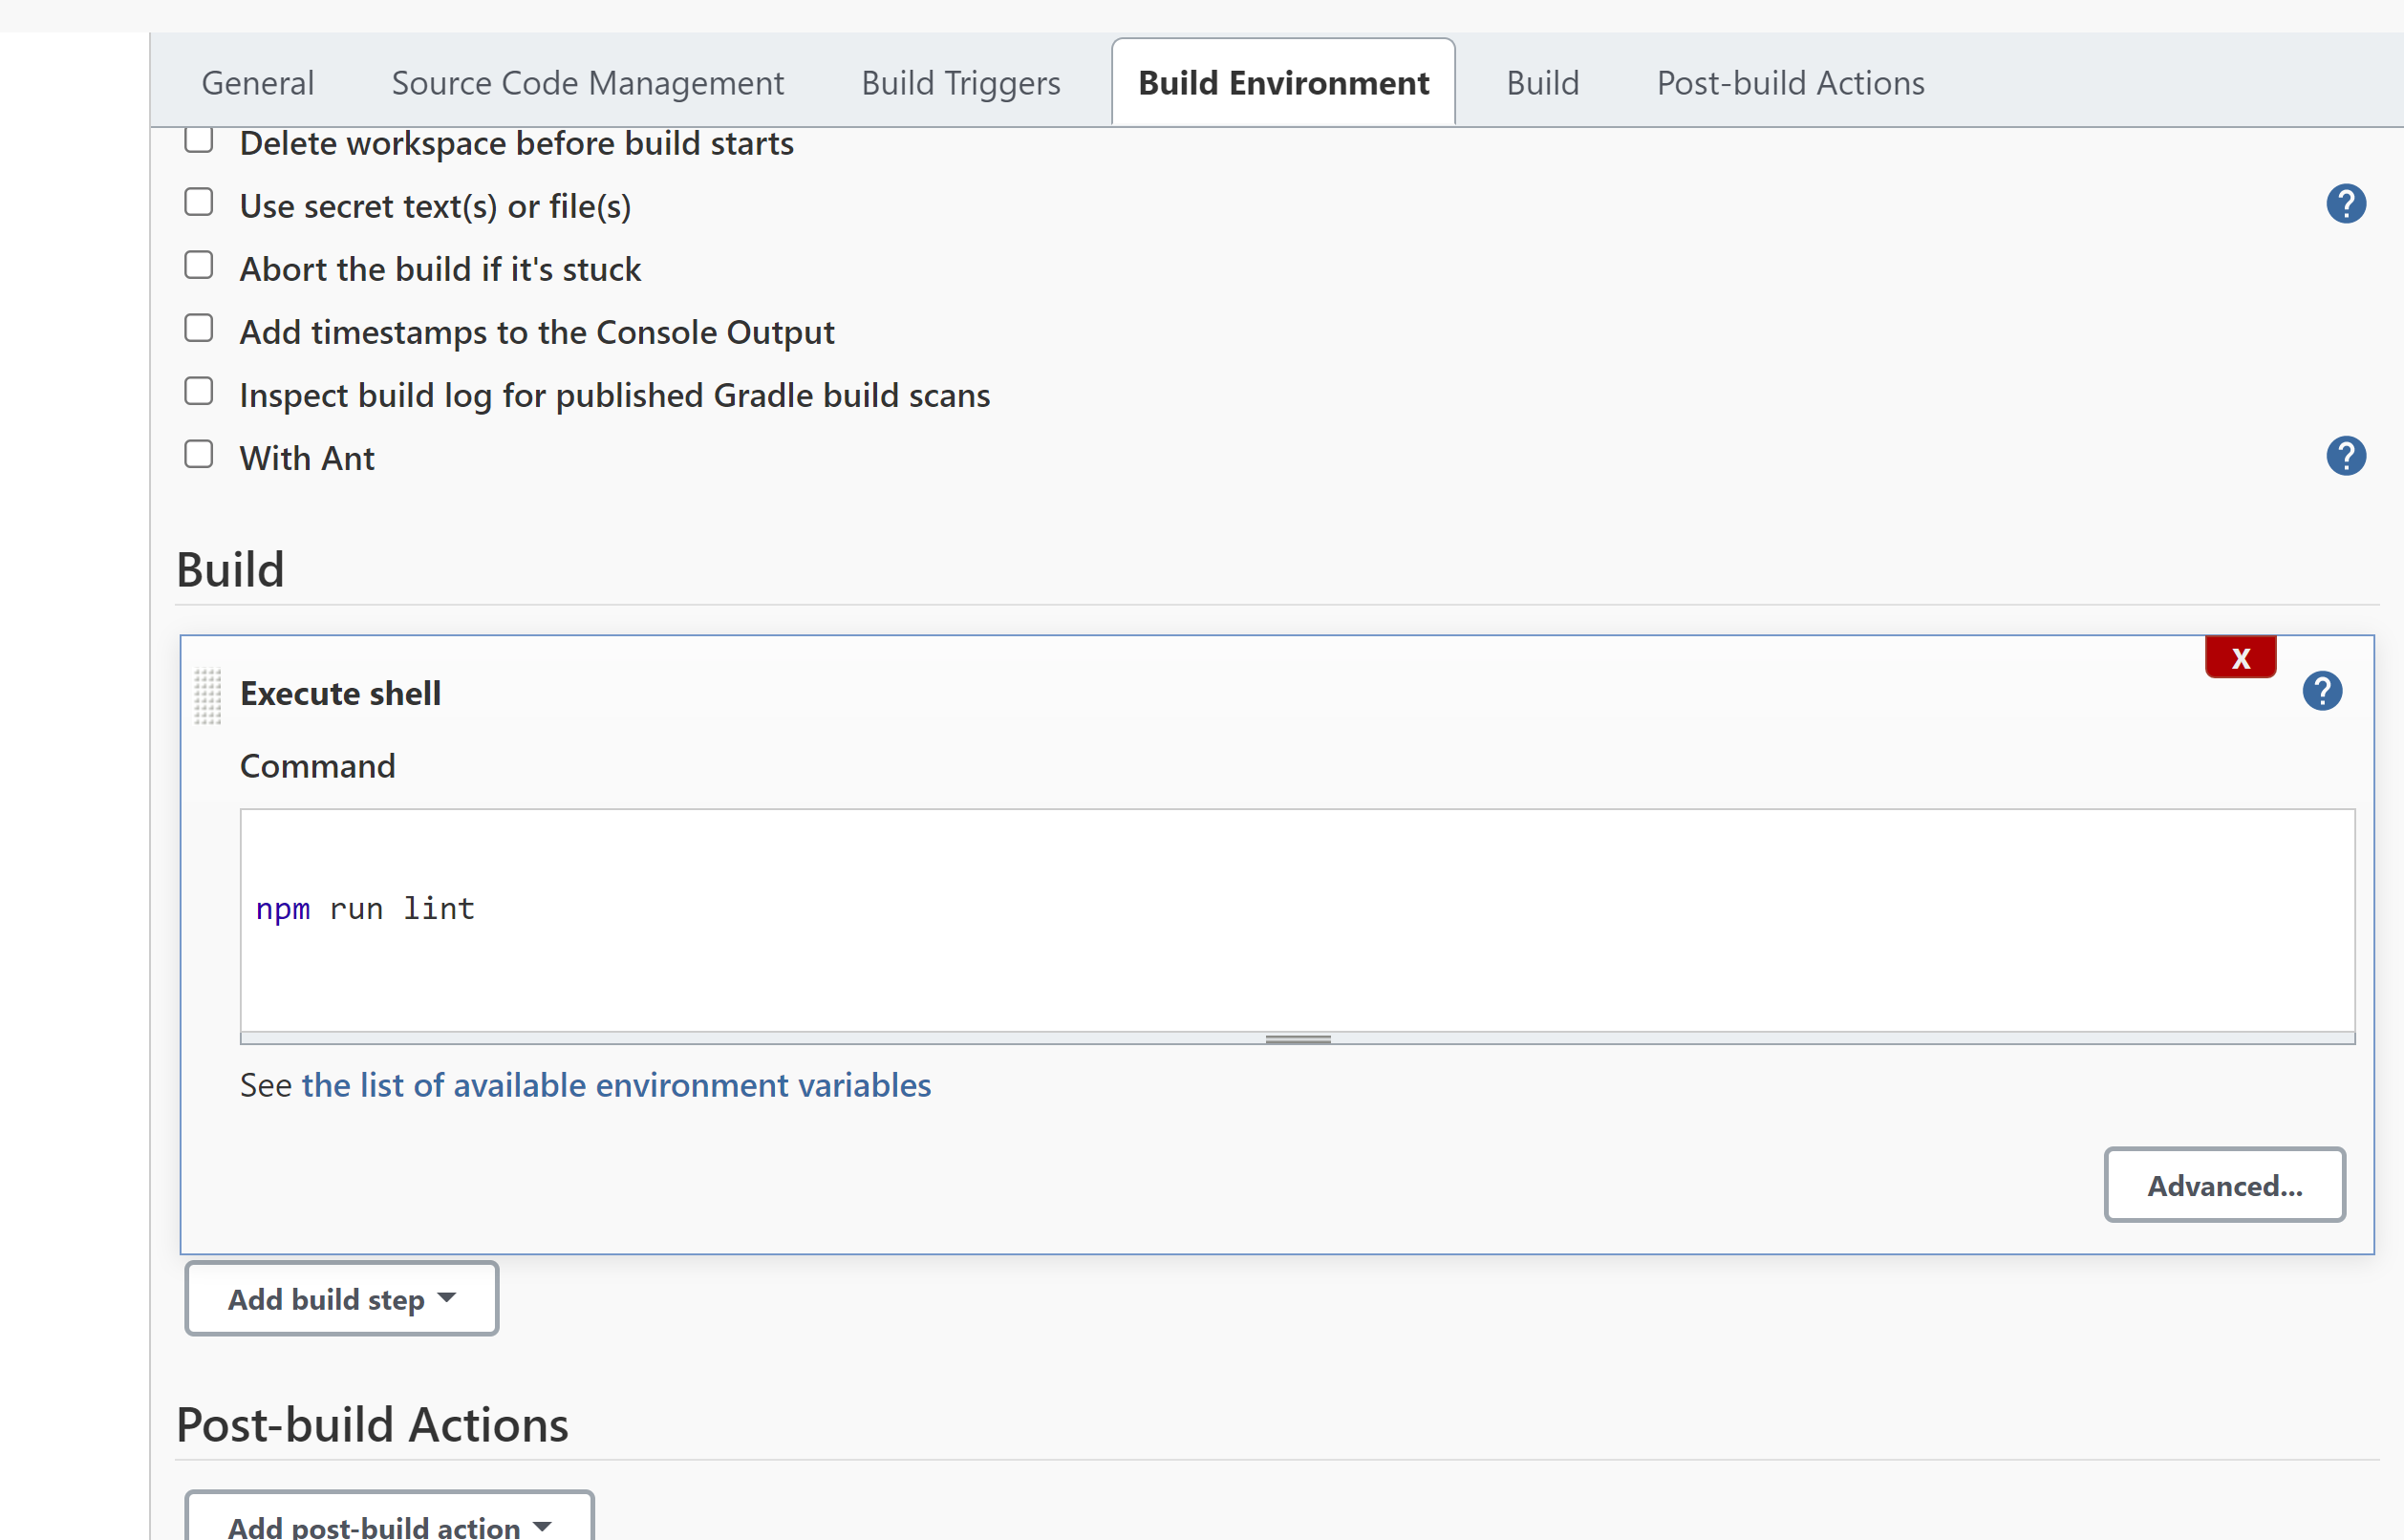 General Source Code Management Build Triggers Build Environment Build Post-build Actions
Delete workspace before build starts
Use secret text(s) or file(s) ?
Abort the build if it's stuck
Add timestamps to the Console Output
Inspect build log for published Gradle build scans
With Ant ?
Build
X
Execute shell ?
Command
npm run lint
See the list of available environment variables
Advanced...
Add build step
Post-build Actions
Add post-build action